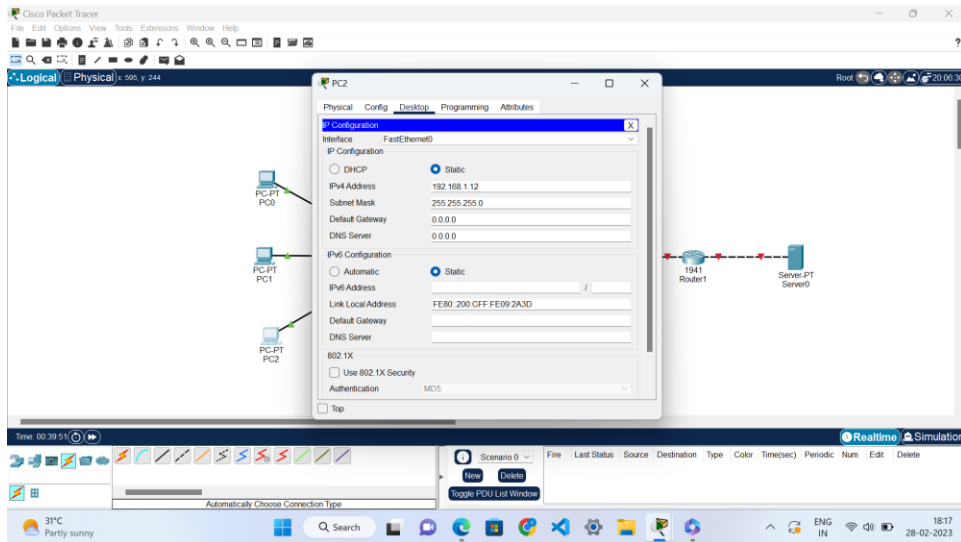 Cisco Packet Tracer
File Edit Options View Tools Extensions Window Help
?
Logical Physical x: 595, y: 244 Root 20:06:30
PC2
Physical Config Desktop Programming Attributes
IP Configuration X
Interface FastEthernet0
IP Configuration
DHCP Static
IPv4 Address 192.168.1.12
Subnet Mask 255.255.255.0
Default Gateway 0.0.0.0
DNS Server 0.0.0.0
IPv6 Configuration
Automatic Static
IPv6 Address /
Link Local Address FE80::200:CFF:FE09:2A3D
Default Gateway
DNS Server
802.1X
Use 802.1X Security
Authentication MD5
Top
PC-PT
PC0
PC-PT
PC1
PC-PT
PC2
1941
Router1
Server-PT
Server0
Time: 00:39:51 Realtime Simulation
Scenario 0 Fire Last Status Source Destination Type Color Time(sec) Periodic Num Edit Delete
New Delete
Toggle PDU List Window
Automatically Choose Connection Type
31°C
Partly sunny
Search
ENG
IN
18:17
28-02-2023